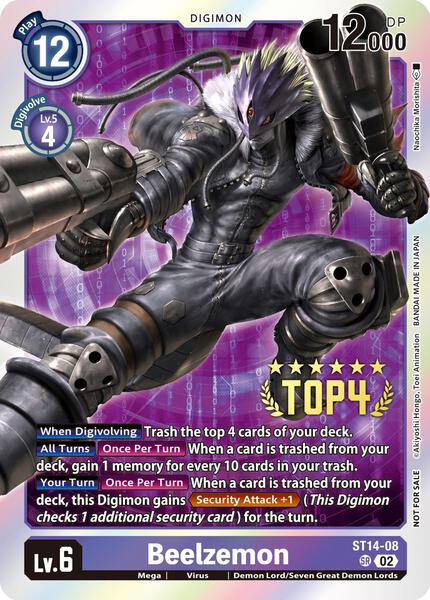 DIGIMON
Play
12
12000 DP
Digivolve
Lv.5
4
Naochika Morishita
©Akiyoshi Hongo, Toei Animation BANDAI MADE IN JAPAN
NOT FOR SALE
TOP4
When Digivolving Trash the top 4 cards of your deck.
All Turns Once Per Turn When a card is trashed from your
deck, gain 1 memory for every 10 cards in your trash.
Your Turn Once Per Turn When a card is trashed from your
deck, this Digimon gains Security Attack +1 (This Digimon
checks 1 additional security card) for the turn.
Lv.6
Beelzemon
ST14-08
SR 02
Mega Virus Demon Lord/Seven Great Demon Lords